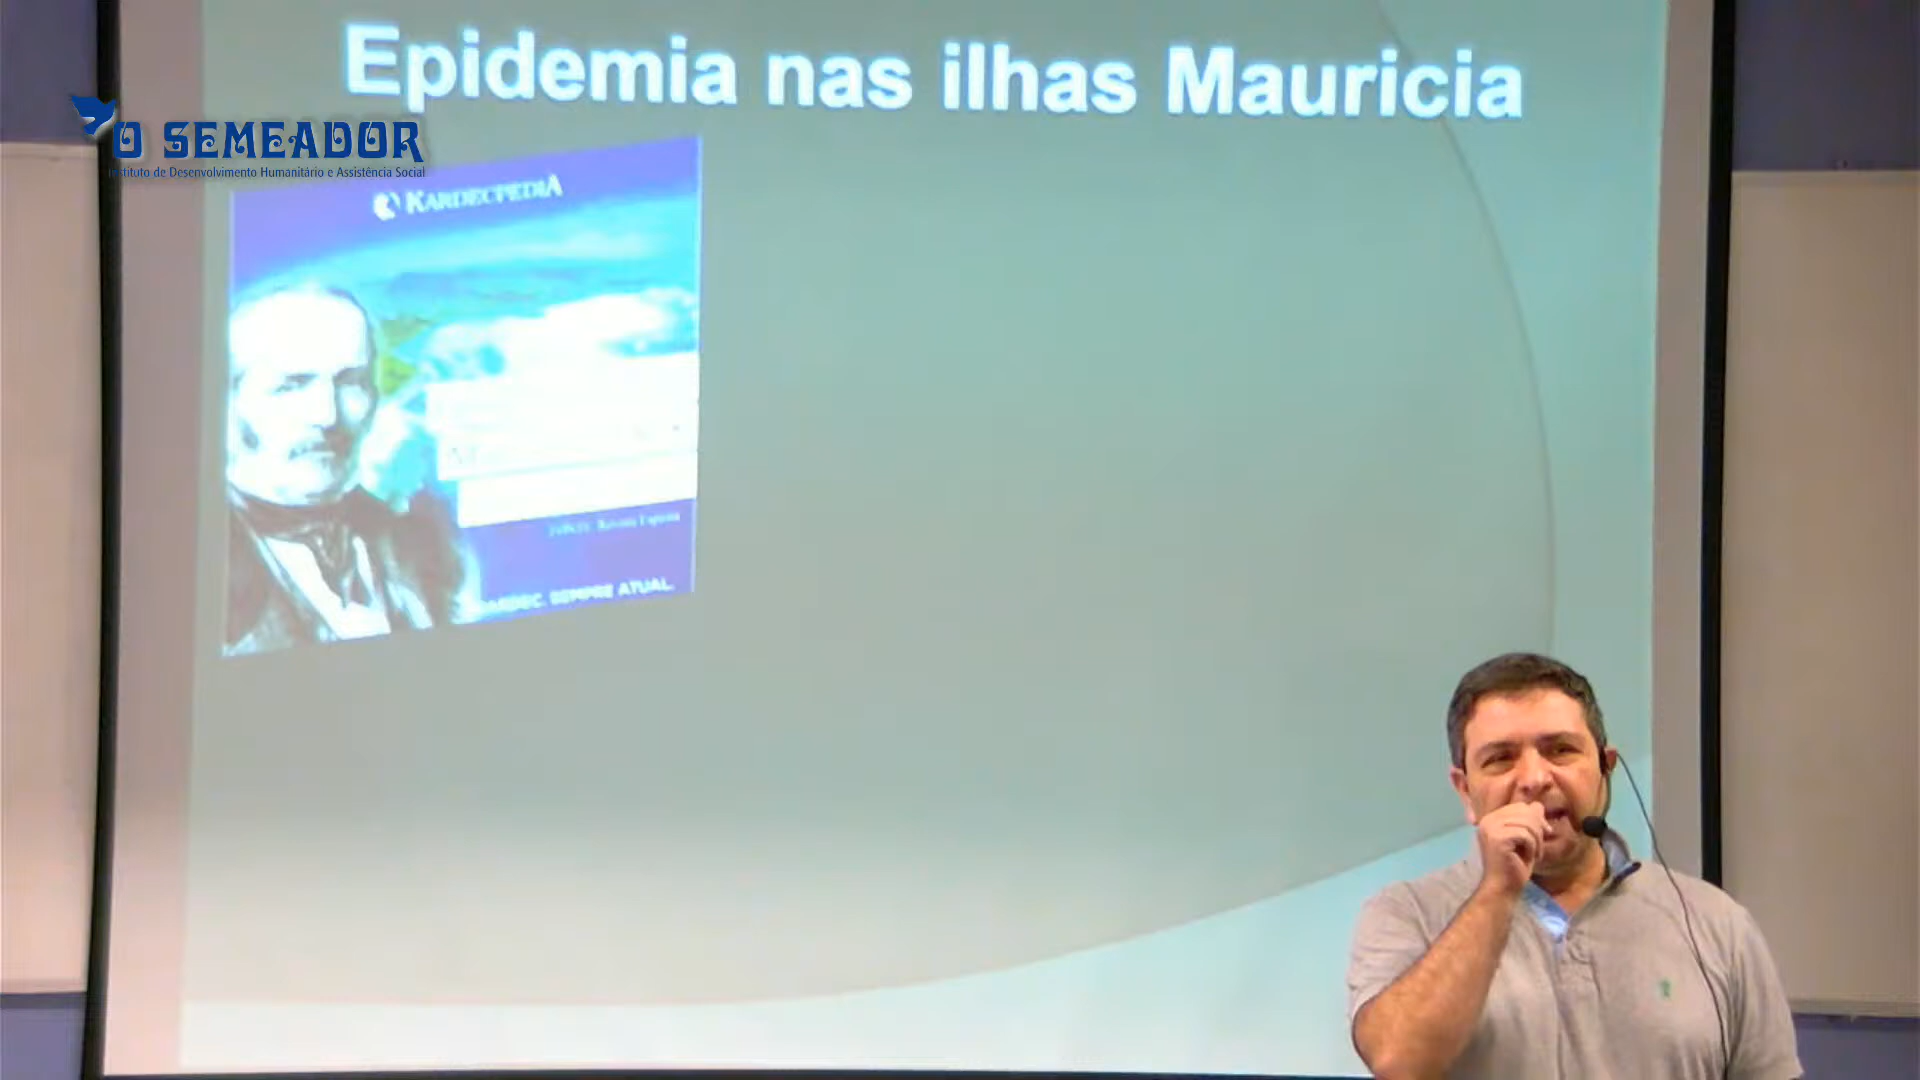 Epidemia nas ilhas Mauricia
O SEMEADOR
Instituto de Desenvolvimento Humanitário e Assistência Social
KARDECPEDIA
KARDEC. SEMPRE ATUAL.